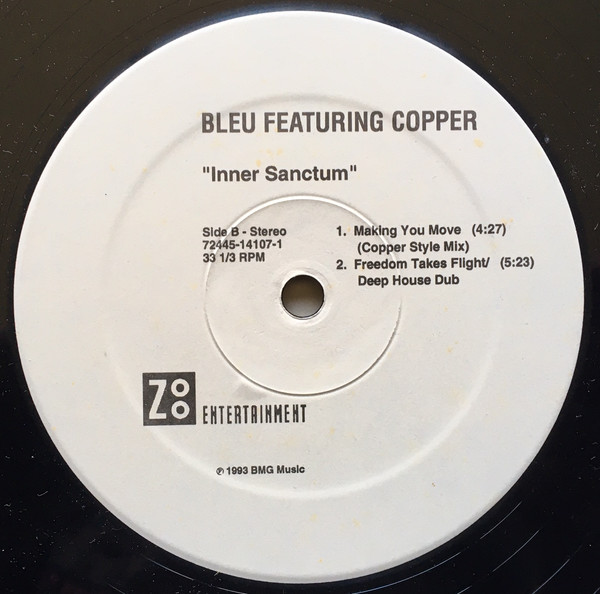 BLEU FEATURING COPPER
"Inner Sanctum"
Side B - Stereo
72445-14107-1
33 1/3 RPM
1. Making You Move (4:27)
(Copper Style Mix)
2. Freedom Takes Flight/ (5:23)
Deep House Dub
Zoo
ENTERTAINMENT
℗ 1993 BMG Music